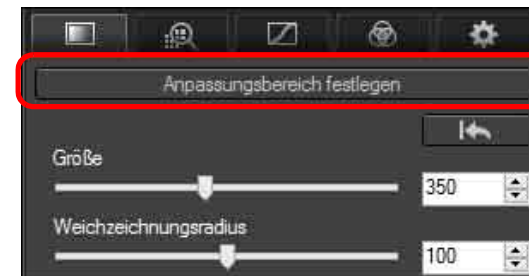 Anpassungsbereich festlegen
Größe
350
Weichzeichnungsradius
100